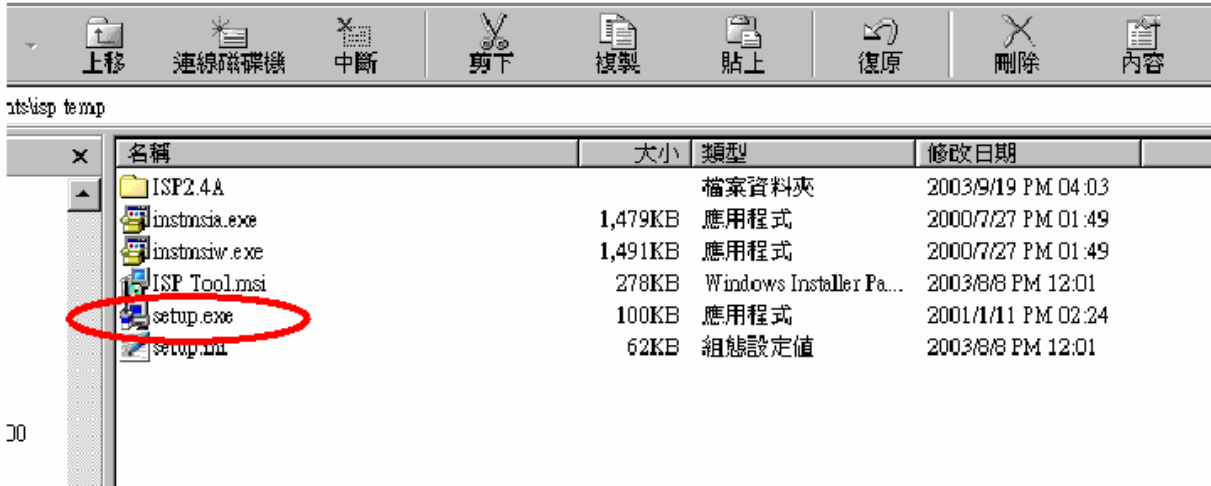 上移 連線磁碟機 中斷 剪下 複製 貼上 復原 刪除 內容
nts\isp temp
名稱 大小 類型 修改日期
ISP2.4A 檔案資料夾 2003/9/19 PM 04:03
instmsia.exe 1,479KB 應用程式 2000/7/27 PM 01:49
instmsiw.exe 1,491KB 應用程式 2000/7/27 PM 01:49
ISP Tool.msi 278KB Windows Installer Pa... 2003/8/8 PM 12:01
setup.exe 100KB 應用程式 2001/1/11 PM 02:24
setup.ini 62KB 組態設定值 2003/8/8 PM 12:01
00